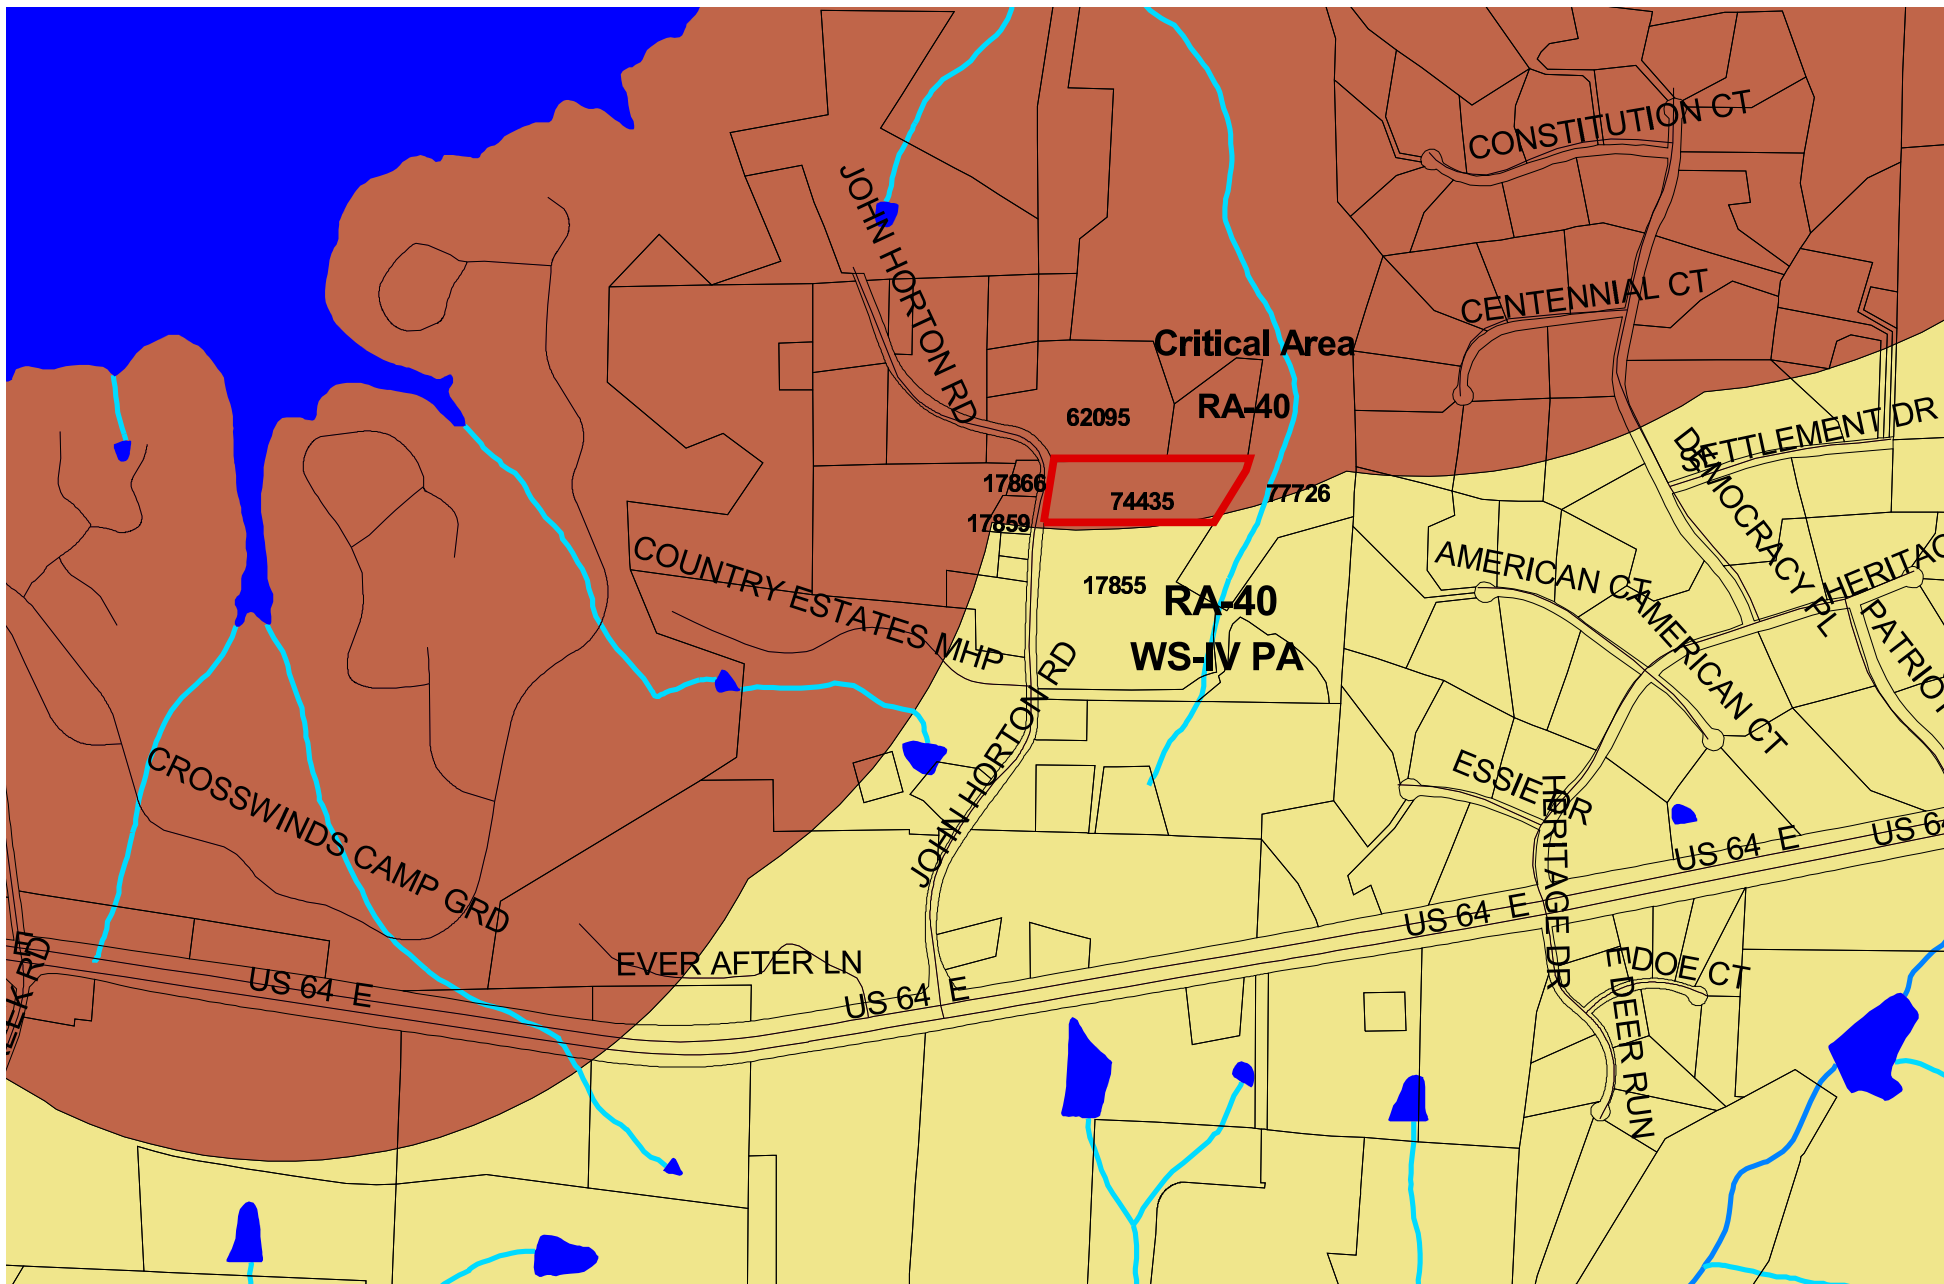 CONSTITUTION CT
JOHN HORTON RD
CENTENNIAL CT
Critical Area
RA-40
62095
SETTLEMENT DR
17866
74435
77726
17859
DEMOCRACY PL
COUNTRY ESTATES MHP
AMERICAN CT
HERITAG
17855
RA-40
WS-IV PA
AMERICAN CT
PATRIOT
JOHN HORTON RD
CROSSWINDS CAMP GRD
ESSIE DR
HERITAGE DR
US 64 E
US 64
US 64 E
EVER AFTER LN
US 64 E
US 64 E
E DOE CT
E DEER RUN
E
EEK RD